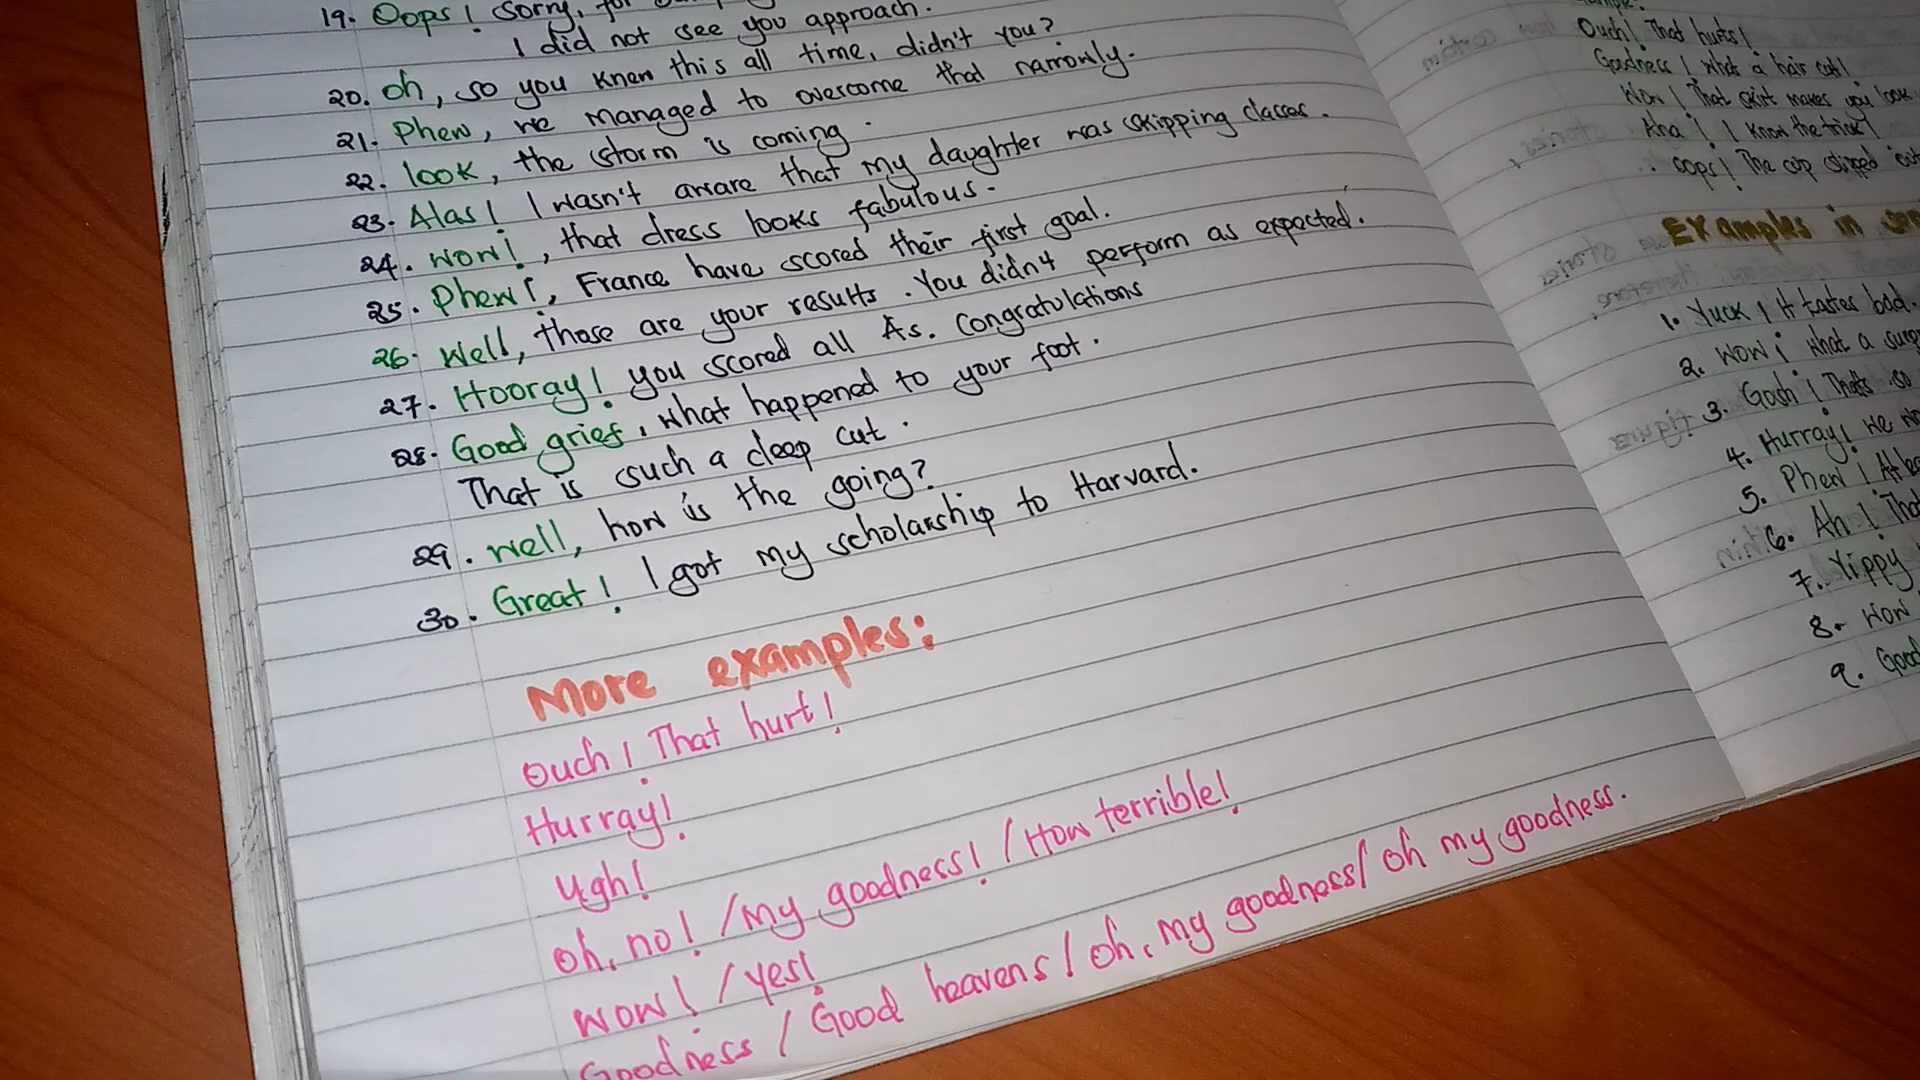 19. Oops! Sorry, for
I did not see you approach.
20. Oh, so you knew this all time, didn't you?
21. Phew, we managed to overcome that narrowly.
22. look, the storm is coming.
23. Alas! I wasn't aware that my daughter was skipping classes.
24. Wow!, that dress looks fabulous.
25. Phew!, France have scored their first goal.
26. Well, those are your results. You didn't perform as expected.
27. Hooray! you scored all As. Congratulations
28. Good grief, what happened to your foot.
That is such a deep cut.
29. Well, how is the going?
30. Great! I got my scholarship to Harvard.
More examples:
Ouch! That hurt!
Hurray!
Ugh!
Oh, no! /My goodness! /How terrible!
Wow! /Yes!
Goodness / Good heavens / Oh, my goodness/ Oh my goodness.
Ouch! That hurts!
Goodness! What a hair cut!
Wow! That skirt makes you look
Aha! I know the trick!
Oops! The cup slipped out
Examples in
1. Yuck! It tastes bad.
2. Wow! What a
3. Gosh! Thats so
4. Hurray! We
5. Phew! At
6. Ah! That
7. Yippy
8. Wow
9. Good